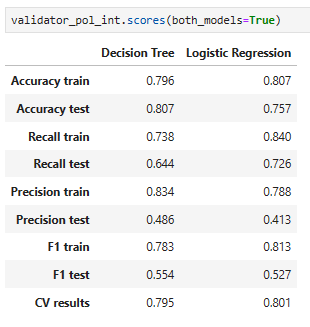 validator_pol_int.scores(both_models=True)
Decision Tree Logistic Regression
Accuracy train 0.796 0.807
Accuracy test 0.807 0.757
Recall train 0.738 0.840
Recall test 0.644 0.726
Precision train 0.834 0.788
Precision test 0.486 0.413
F1 train 0.783 0.813
F1 test 0.554 0.527
CV results 0.795 0.801